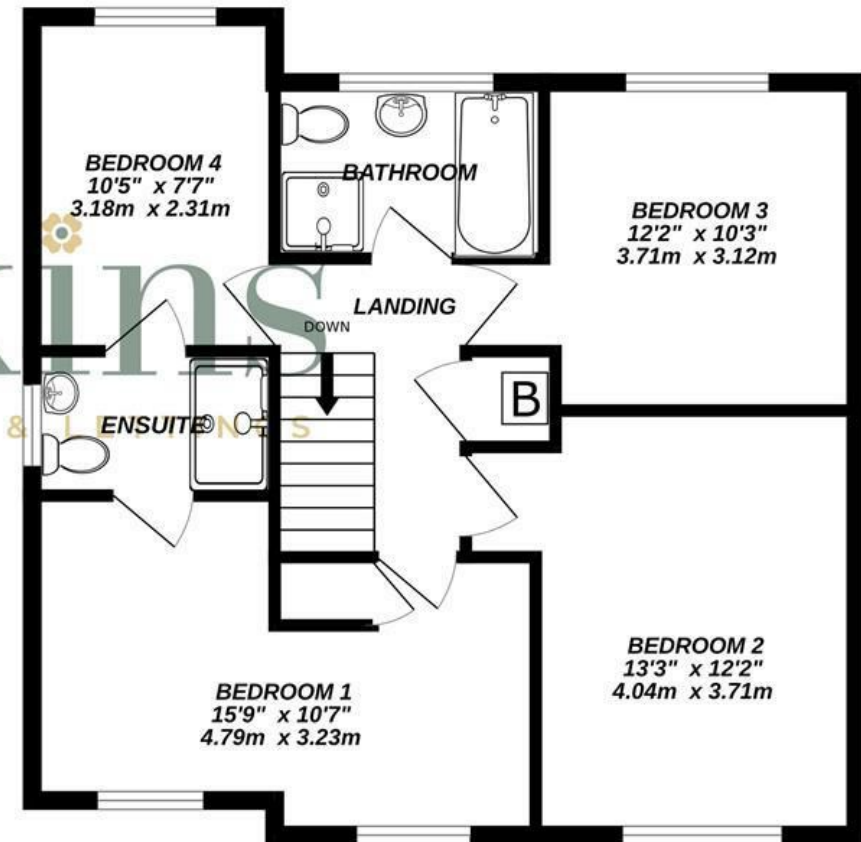 BEDROOM 4
10'5" x 7'7"
3.18m x 2.31m
BATHROOM
BEDROOM 3
12'2" x 10'3"
3.71m x 3.12m
LANDING
DOWN
kins
B
ENSUITE
& LETTINGS
BEDROOM 2
13'3" x 12'2"
4.04m x 3.71m
BEDROOM 1
15'9" x 10'7"
4.79m x 3.23m